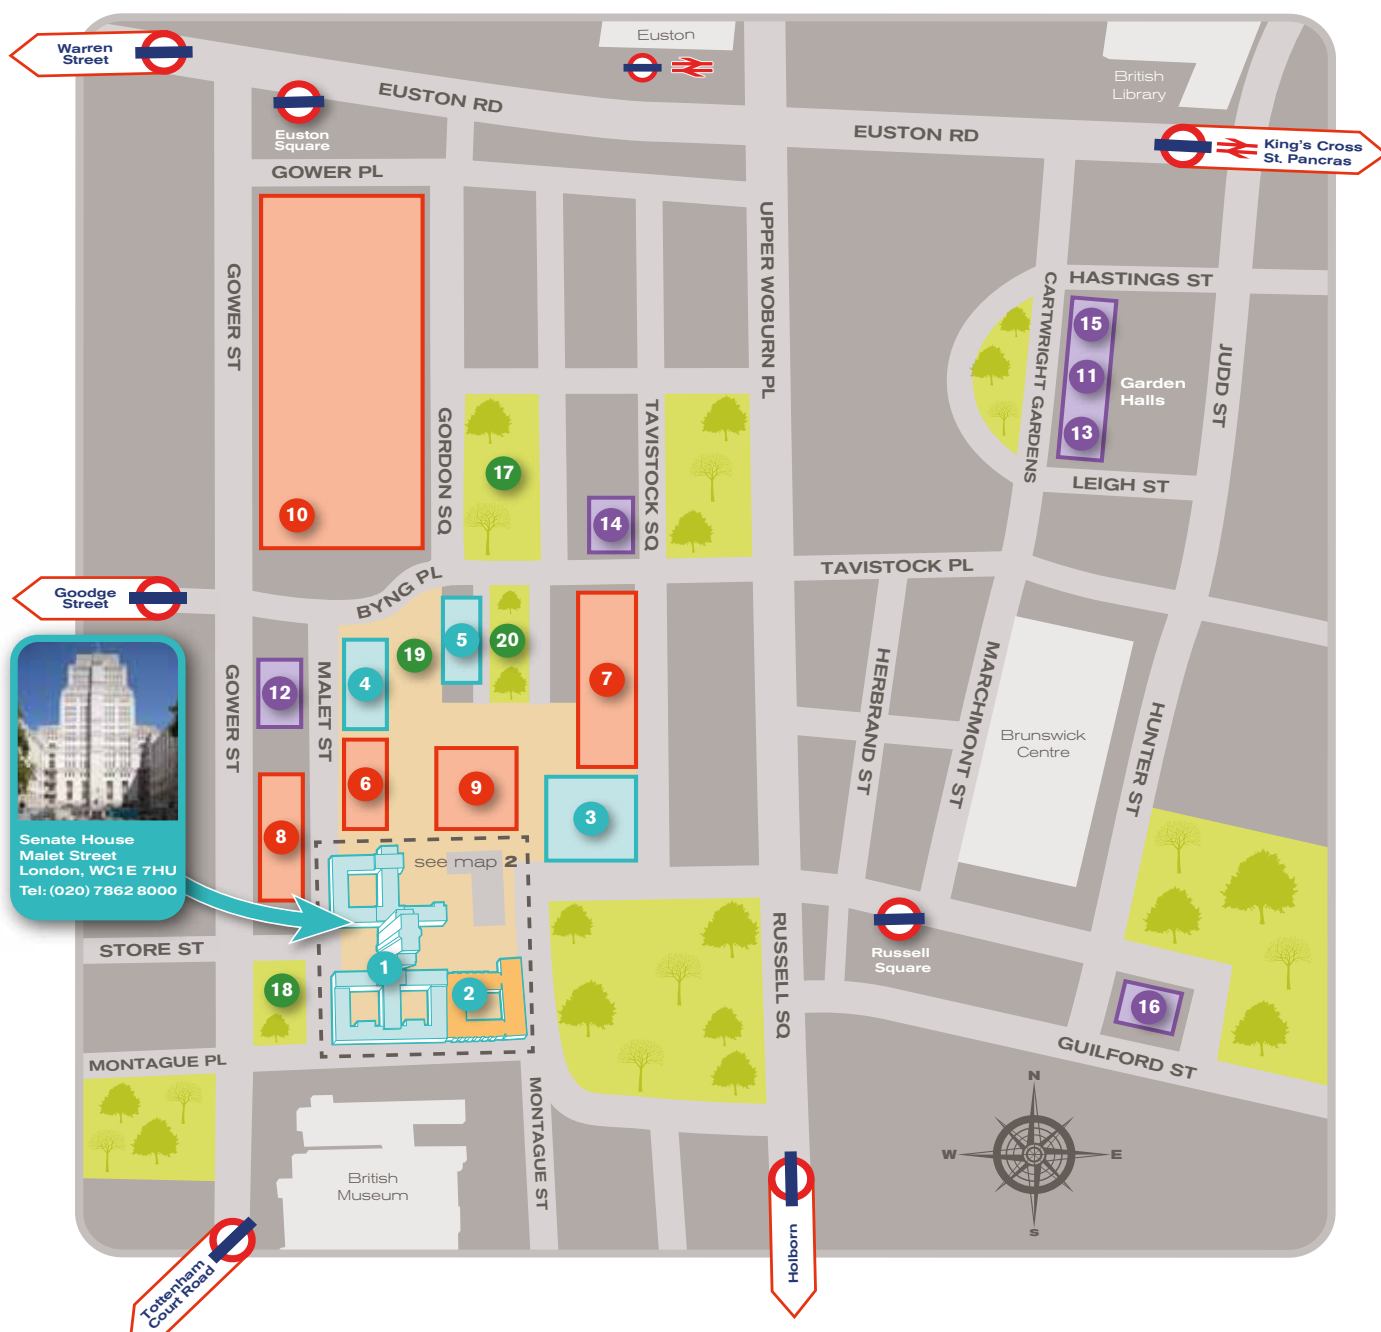 Warren
Street
Euston
British
Library
EUSTON RD
EUSTON RD
Euston
Square
King's Cross
St. Pancras
GOWER PL
UPPER WOBURN PL
GOWER ST
HASTINGS ST
CARTWRIGHT GARDENS
15
11
13
Garden
Halls
JUDD ST
GORDON SQ
17
TAVISTOCK SQ
14
10
LEIGH ST
TAVISTOCK PL
BYNG PL
Goodge
Street
5
20
19
4
7
12
GOWER ST
MALET ST
HERBRAND ST
MARCHMONT ST
HUNTER ST
Brunswick
Centre
6
9
3
8
Senate House
Malet Street
London, WC1E 7HU
Tel: (020) 7862 8000
see map 2
STORE ST
1
2
18
RUSSELL SQ
Russell
Square
16
GUILFORD ST
MONTAGUE PL
MONTAGUE ST
British
Museum
N
W
E
S
Holborn
Tottenham
Court Road